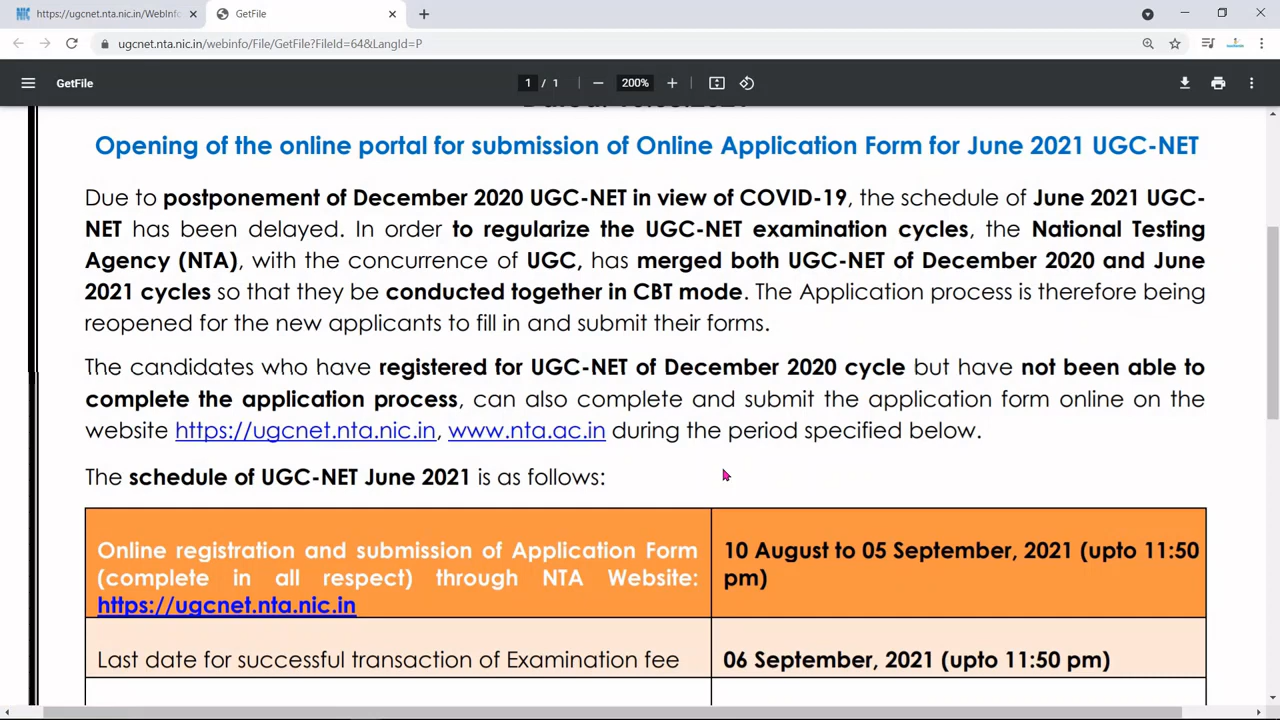 https://ugcnet.nta.nic.in/WebInfo
GetFile
ugcnet.nta.nic.in/webinfo/File/GetFile?FileId=64&LangId=P
GetFile
1 / 1
200%
Opening of the online portal for submission of Online Application Form for June 2021 UGC-NET
Due to postponement of December 2020 UGC-NET in view of COVID-19, the schedule of June 2021 UGC-
NET has been delayed. In order to regularize the UGC-NET examination cycles, the National Testing
Agency (NTA), with the concurrence of UGC, has merged both UGC-NET of December 2020 and June
2021 cycles so that they be conducted together in CBT mode. The Application process is therefore being
reopened for the new applicants to fill in and submit their forms.
The candidates who have registered for UGC-NET of December 2020 cycle but have not been able to
complete the application process, can also complete and submit the application form online on the
website https://ugcnet.nta.nic.in, www.nta.ac.in during the period specified below.
The schedule of UGC-NET June 2021 is as follows:
Online registration and submission of Application Form
(complete in all respect) through NTA Website:
https://ugcnet.nta.nic.in
10 August to 05 September, 2021 (upto 11:50
pm)
Last date for successful transaction of Examination fee
06 September, 2021 (upto 11:50 pm)